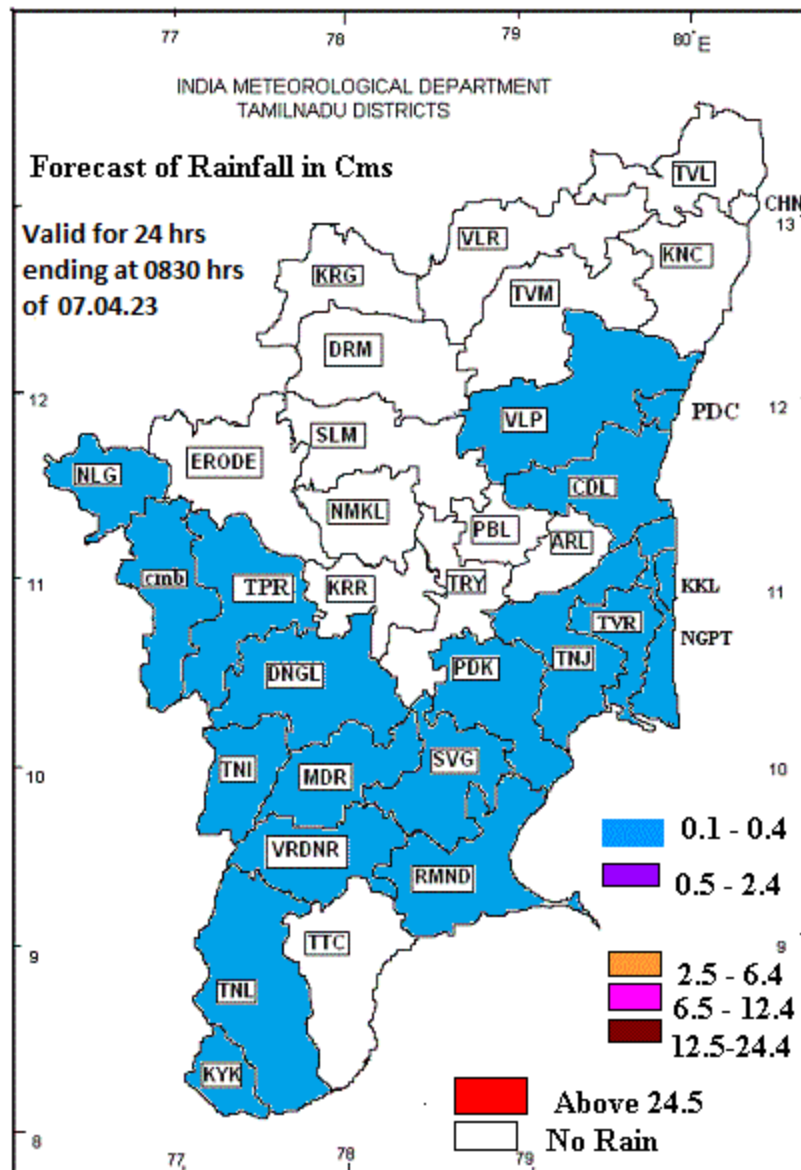 77 78 79 80°E
INDIA METEOROLOGICAL DEPARTMENT
TAMILNADU DISTRICTS
Forecast of Rainfall in Cms
TVL
CHN
13
Valid for 24 hrs
ending at 0830 hrs
of 07.04.23
VLR
KNC
KRG
TVM
DRM
12
12
PDC
VLP
SLM
ERODE
NLG
CDL
NMKL
PBL
ARL
11
cmb
TPR
KRR
TRY
KKL
11
TVR
NGPT
DNGL
PDK
TNJ
10
TNI
MDR
SVG
10
0.1 - 0.4
VRDNR
RMND
0.5 - 2.4
9
TTC
9
2.5 - 6.4
TNL
6.5 - 12.4
12.5-24.4
KYK
Above 24.5
8
No Rain
77 78 79